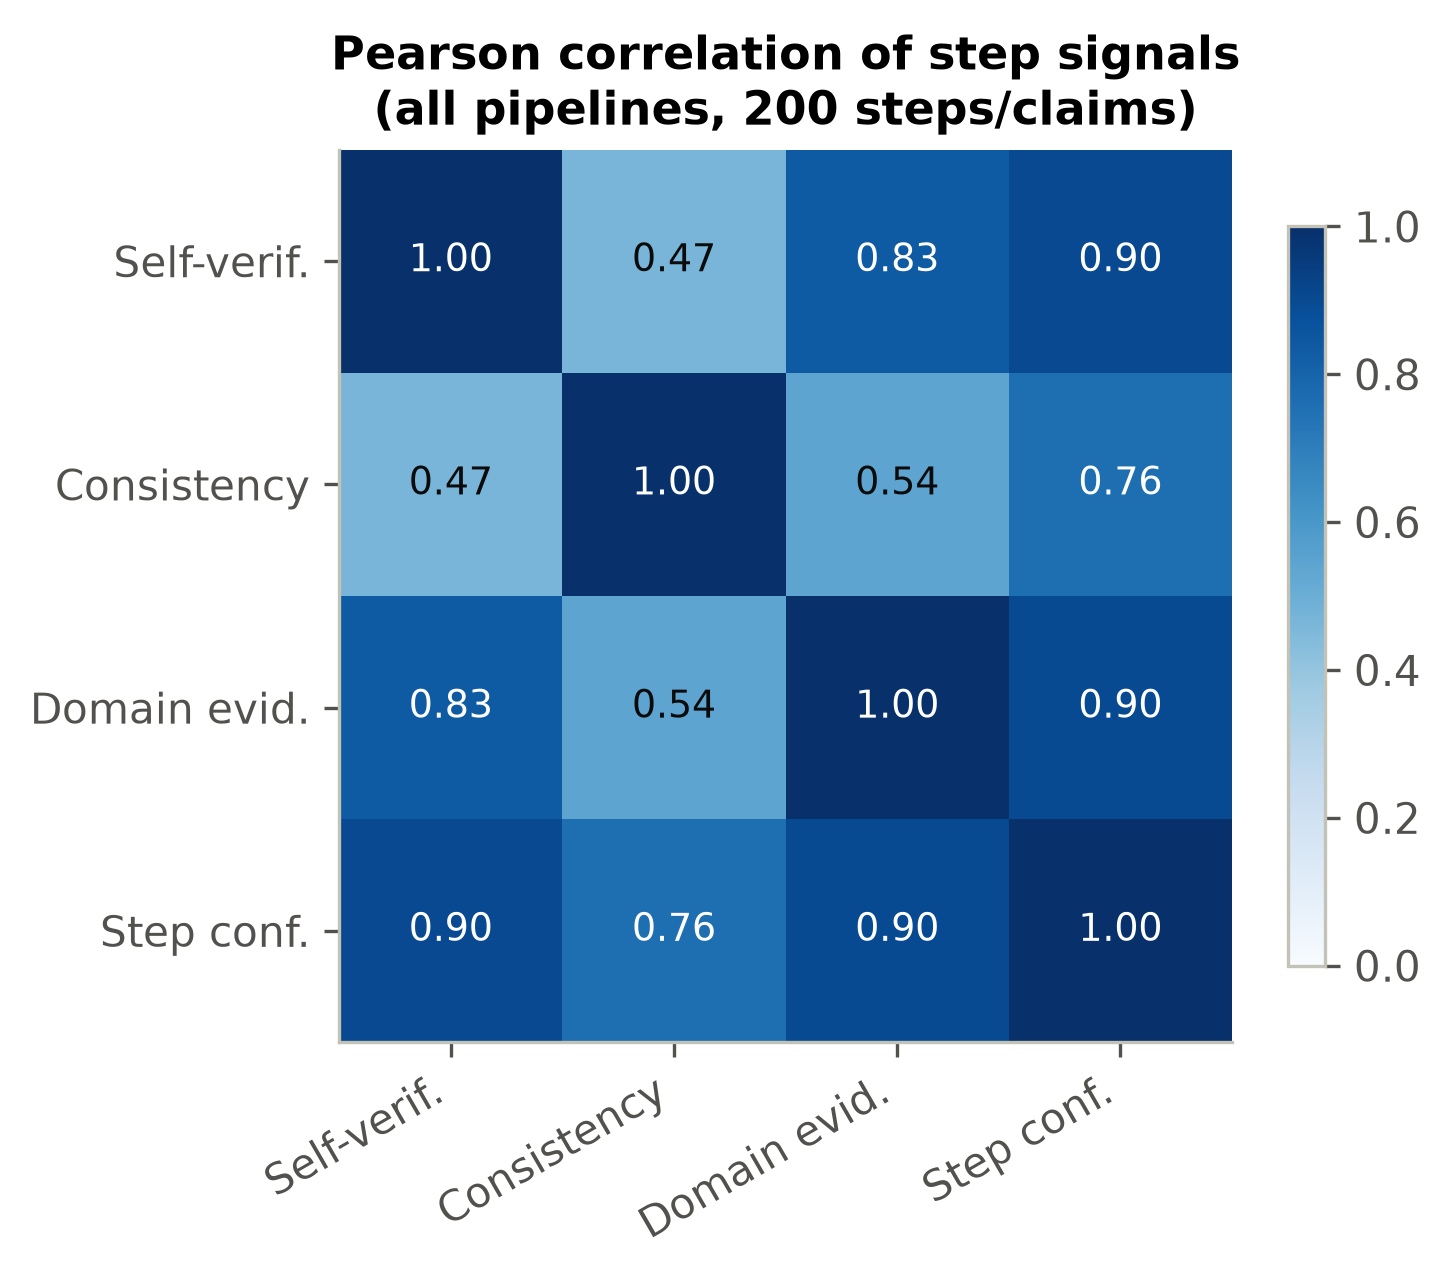 Pearson correlation of step signals
(all pipelines, 200 steps/claims)
Self-verif. 1.00 0.47 0.83 0.90
Consistency 0.47 1.00 0.54 0.76
Domain evid. 0.83 0.54 1.00 0.90
Step conf. 0.90 0.76 0.90 1.00
Self-verif. Consistency Domain evid. Step conf.
1.0
0.8
0.6
0.4
0.2
0.0